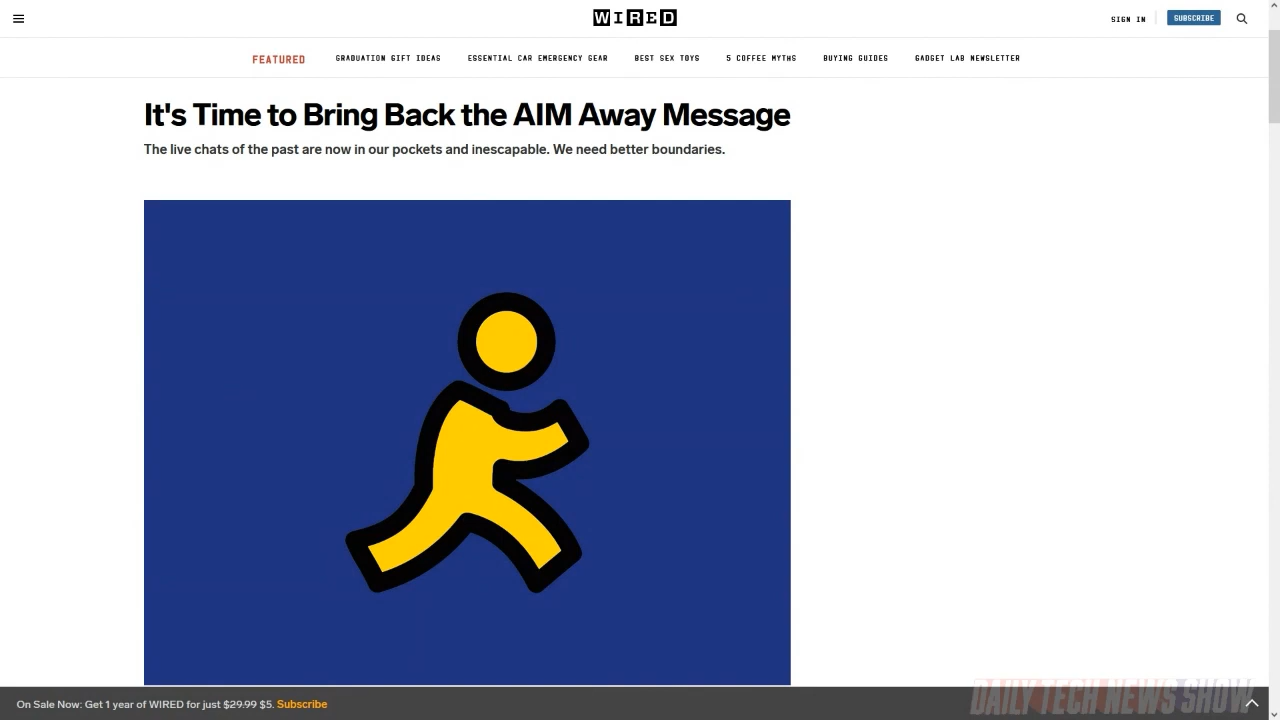 WIRED
SIGN IN
SUBSCRIBE
FEATURED
GRADUATION GIFT IDEAS
ESSENTIAL CAR EMERGENCY GEAR
BEST SEX TOYS
5 COFFEE MYTHS
BUYING GUIDES
GADGET LAB NEWSLETTER
It's Time to Bring Back the AIM Away Message
The live chats of the past are now in our pockets and inescapable. We need better boundaries.
On Sale Now: Get 1 year of WIRED for just $29.99 $5. Subscribe
DAILY TECH NEWS SHOW